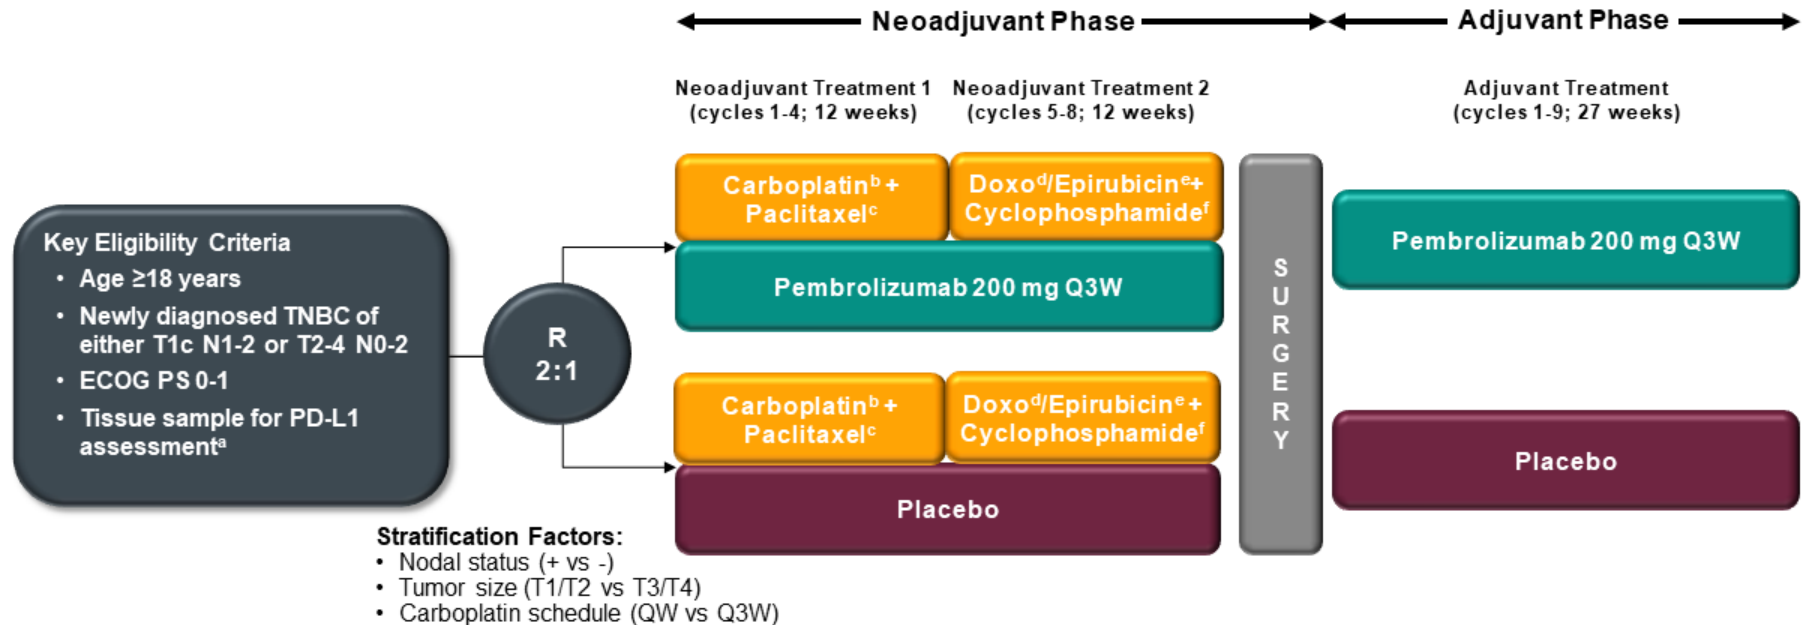 Neoadjuvant Phase
Adjuvant Phase
Neoadjuvant Treatment 1
(cycles 1-4; 12 weeks)
Neoadjuvant Treatment 2
(cycles 5-8; 12 weeks)
Adjuvant Treatment
(cycles 1-9; 27 weeks)
Key Eligibility Criteria
• Age ≥18 years
• Newly diagnosed TNBC of
either T1c N1-2 or T2-4 N0-2
• ECOG PS 0-1
• Tissue sample for PD-L1
assessmentᵃ
R
2:1
Carboplatinᵇ +
Paclitaxelᶜ
Doxoᵈ/Epirubicinᵉ+
Cyclophosphamideᶠ
Pembrolizumab 200 mg Q3W
Carboplatinᵇ +
Paclitaxelᶜ
Doxoᵈ/Epirubicinᵉ+
Cyclophosphamideᶠ
Placebo
SURGERY
Pembrolizumab 200 mg Q3W
Placebo
Stratification Factors:
• Nodal status (+ vs -)
• Tumor size (T1/T2 vs T3/T4)
• Carboplatin schedule (QW vs Q3W)